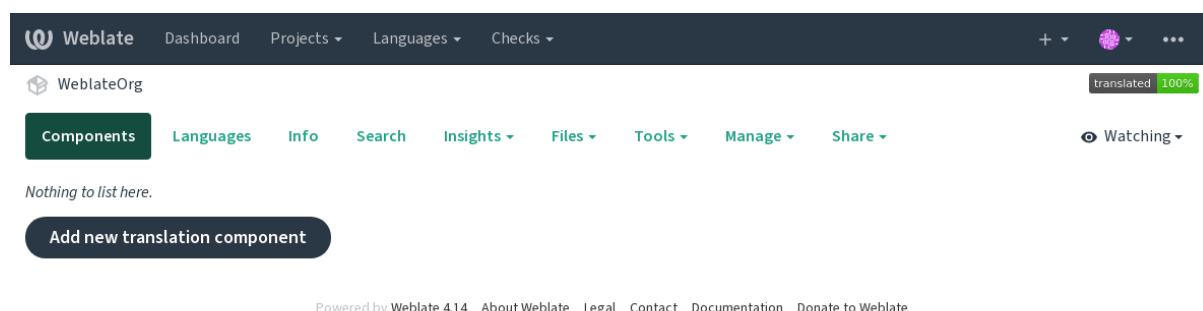 Weblate Dashboard Projects Languages Checks
WeblateOrg translated 100%
Components Languages Info Search Insights Files Tools Manage Share Watching
Nothing to list here.
Add new translation component
Powered by Weblate 4.14 About Weblate Legal Contact Documentation Donate to Weblate